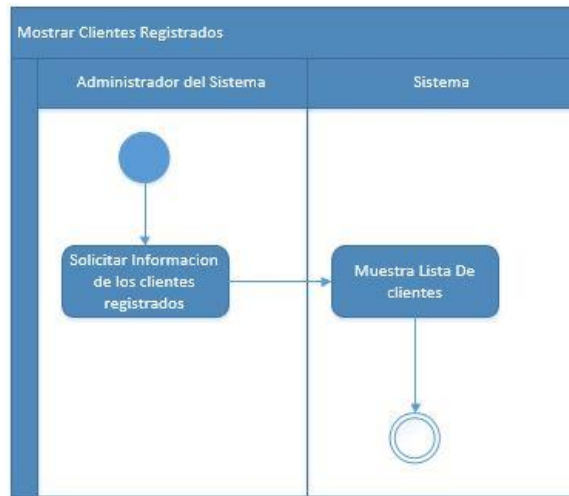 Mostrar Clientes Registrados
Administrador del Sistema
Sistema
Solicitar Informacion
de los clientes
registrados
Muestra Lista De
clientes